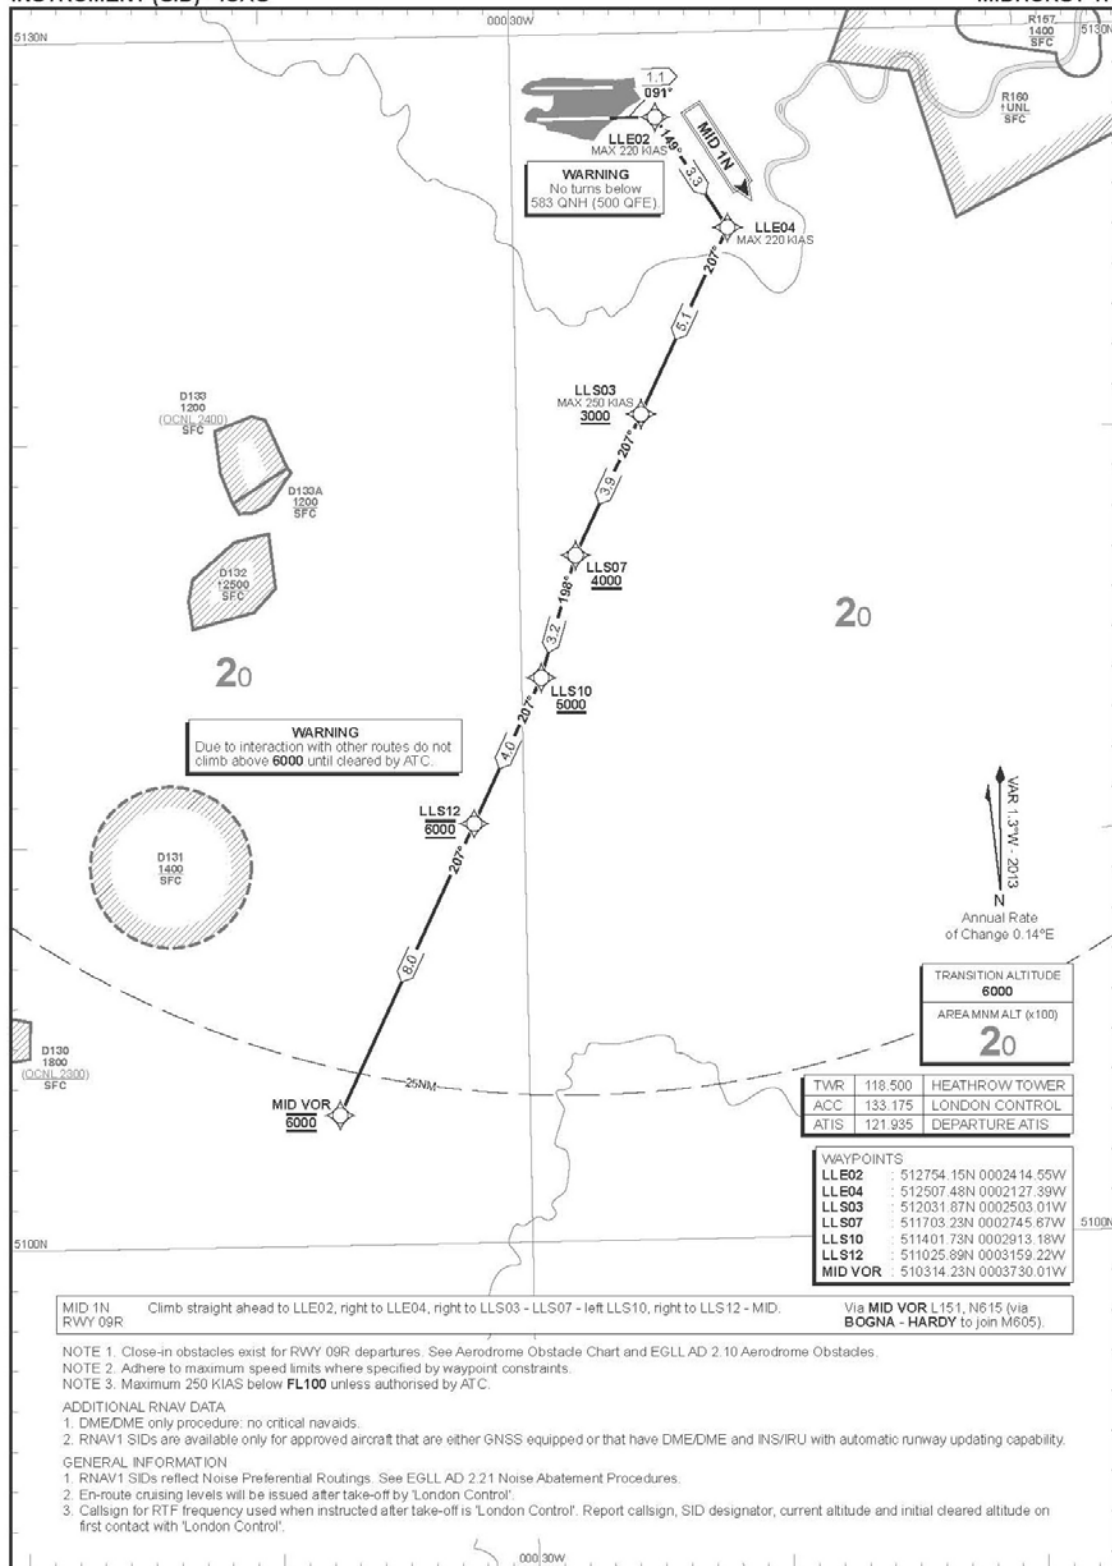 000 30W
5130N
R157
1400
SFC
5130N
R160
↑UNL
SFC
1.1
091°
LLE02
MAX 220 KIAS
149°
3.3
MID 1N
WARNING
No turns below
583 QNH (500 QFE).
LLE04
MAX 220 KIAS
207°
5.1
D133
1200
(OCNL 2400)
SFC
LLS03
MAX 250 KIAS
3000
207°
3.9
D133A
1200
SFC
LLS07
4000
D132
↑2500
SFC
198°
3.2
20
20
LLS10
5000
207°
4.0
WARNING
Due to interaction with other routes do not
climb above 6000 until cleared by ATC.
LLS12
6000
207°
8.0
D131
1400
SFC
VAR 1.3°W - 2013
N
Annual Rate
of Change 0.14°E
TRANSITION ALTITUDE
6000
AREA MNM ALT (x100)
20
D130
1800
(OCNL 2300)
SFC
25NM
MID VOR
6000
TWR 118.500 HEATHROW TOWER
ACC 133.175 LONDON CONTROL
ATIS 121.935 DEPARTURE ATIS
WAYPOINTS
LLE02 : 512754.15N 0002414.55W
LLE04 : 512507.48N 0002127.39W
LLS03 : 512031.87N 0002503.01W
LLS07 : 511703.23N 0002745.67W
LLS10 : 511401.73N 0002913.18W
LLS12 : 511025.89N 0003159.22W
MID VOR : 510314.23N 0003730.01W
5100N
5100N
MID 1N Climb straight ahead to LLE02, right to LLE04, right to LLS03 - LLS07 - left LLS10, right to LLS12 - MID. Via MID VOR L151, N615 (via
RWY 09R BOGNA - HARDY to join M605).
NOTE 1. Close-in obstacles exist for RWY 09R departures. See Aerodrome Obstacle Chart and EGLL AD 2.10 Aerodrome Obstacles.
NOTE 2. Adhere to maximum speed limits where specified by waypoint constraints.
NOTE 3. Maximum 250 KIAS below FL100 unless authorised by ATC.
ADDITIONAL RNAV DATA
1. DME/DME only procedure: no critical navaids.
2. RNAV1 SIDs are available only for approved aircraft that are either GNSS equipped or that have DME/DME and INS/IRU with automatic runway updating capability.
GENERAL INFORMATION
1. RNAV1 SIDs reflect Noise Preferential Routings. See EGLL AD 2.21 Noise Abatement Procedures.
2. En-route cruising levels will be issued after take-off by 'London Control'.
3. Callsign for RTF frequency used when instructed after take-off is 'London Control'. Report callsign, SID designator, current altitude and initial cleared altitude on
first contact with 'London Control'.
000 30W